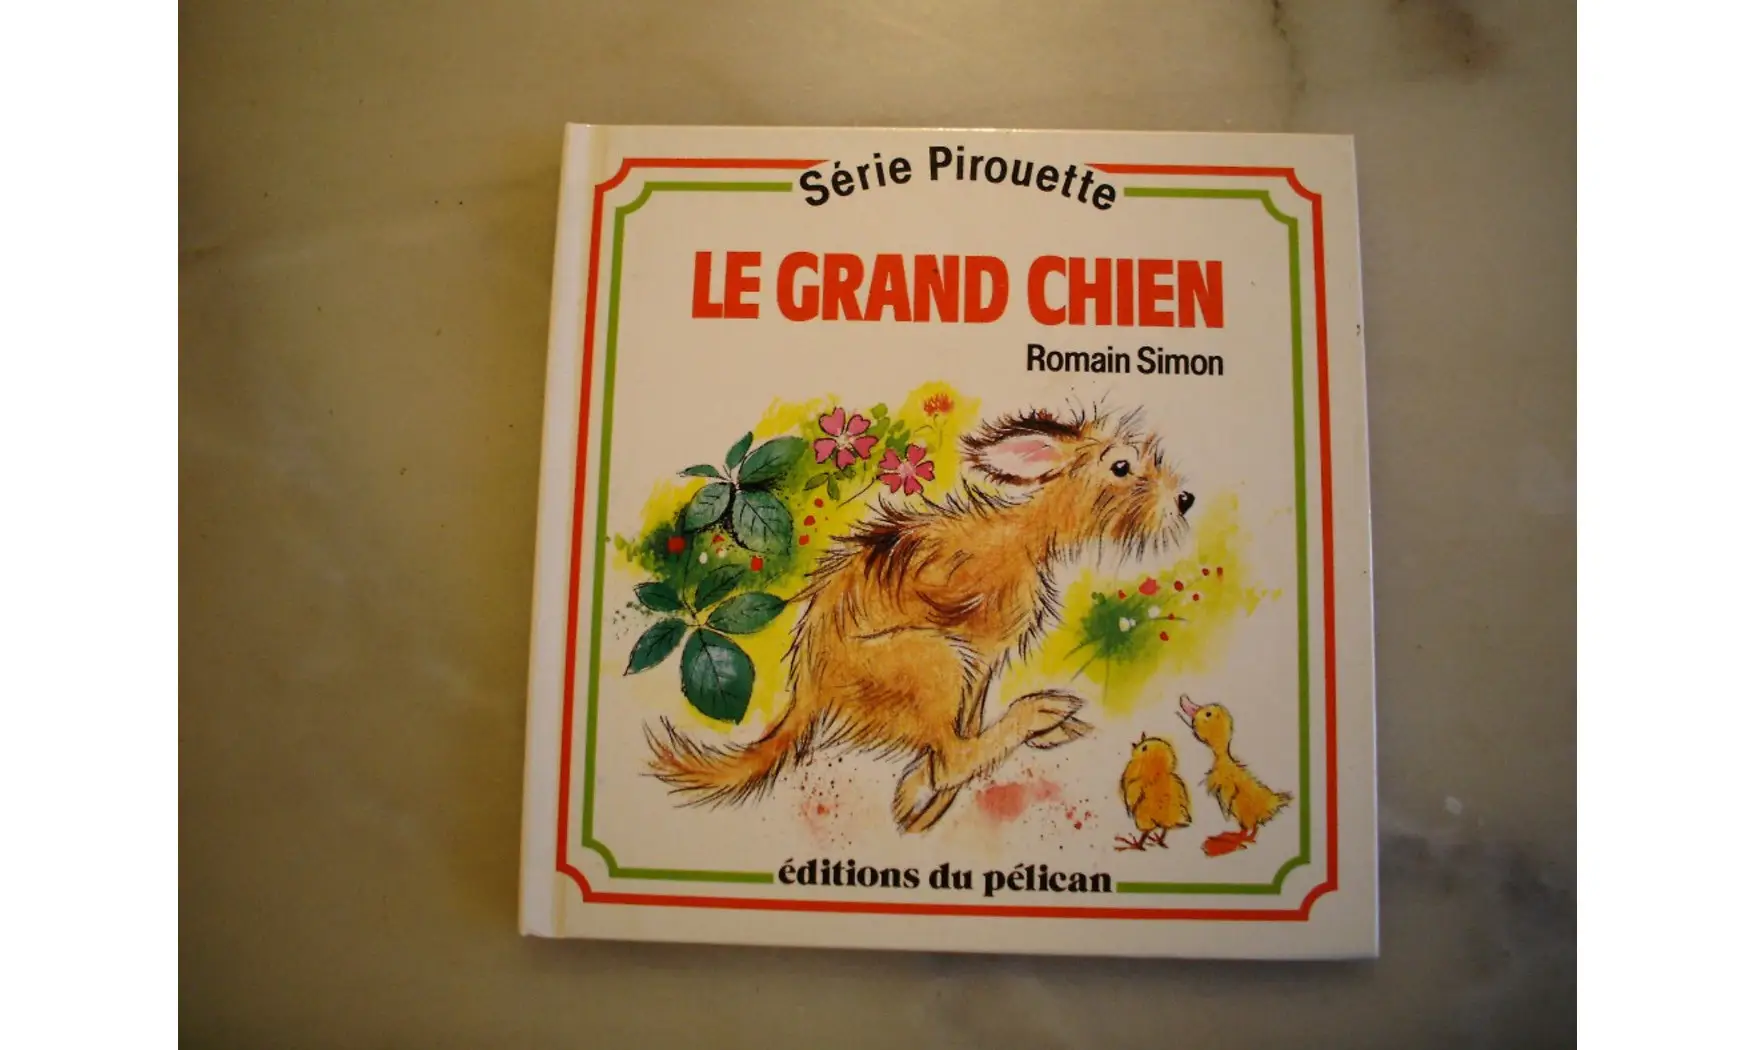 Série Pirouette
LE GRAND CHIEN
Romain Simon
éditions du pélican